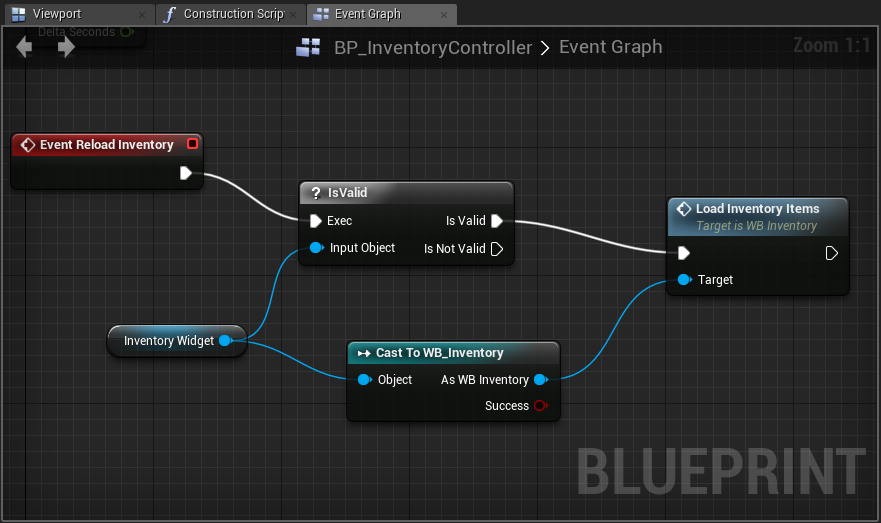 Viewport
Construction Scrip
Event Graph
Delta Seconds
BP_InventoryController > Event Graph
Zoom 1:1
Event Reload Inventory
? IsValid
Exec
Is Valid
Input Object
Is Not Valid
Load Inventory Items
Target is WB Inventory
Target
Inventory Widget
Cast To WB_Inventory
Object
As WB Inventory
Success
BLUEPRINT